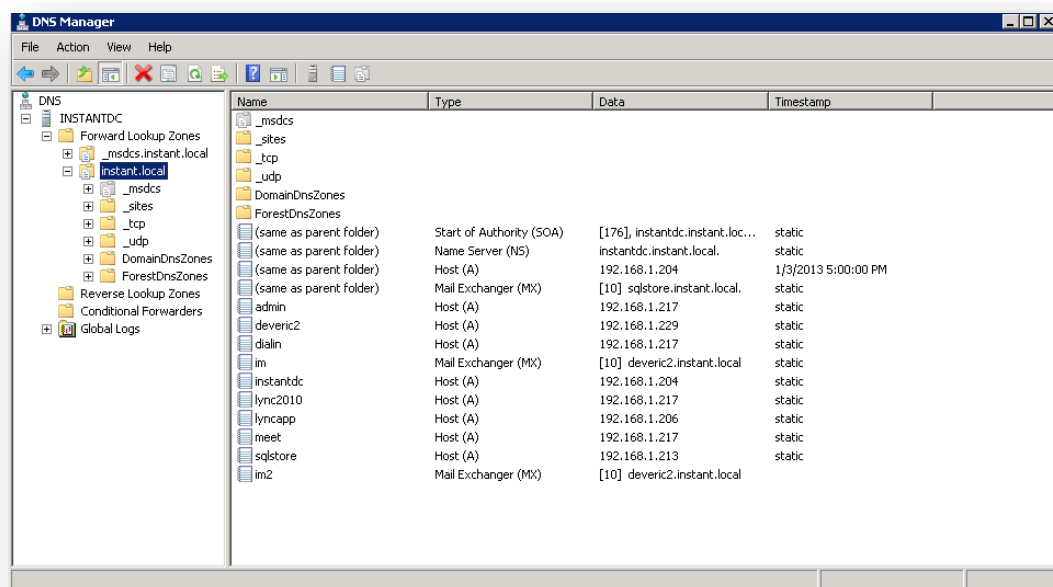 DNS Manager
File Action View Help
DNS
INSTANTDC
Forward Lookup Zones
_msdcs.instant.local
instant.local
_msdcs
_sites
_tcp
_udp
DomainDnsZones
ForestDnsZones
Reverse Lookup Zones
Conditional Forwarders
Global Logs
Name Type Data Timestamp
_msdcs
_sites
_tcp
_udp
DomainDnsZones
ForestDnsZones
(same as parent folder) Start of Authority (SOA) [176], instantdc.instant.loc... static
(same as parent folder) Name Server (NS) instantdc.instant.local. static
(same as parent folder) Host (A) 192.168.1.204 1/3/2013 5:00:00 PM
(same as parent folder) Mail Exchanger (MX) [10] sqlstore.instant.local. static
admin Host (A) 192.168.1.217 static
deveric2 Host (A) 192.168.1.229 static
dialin Host (A) 192.168.1.217 static
im Mail Exchanger (MX) [10] deveric2.instant.local static
instantdc Host (A) 192.168.1.204 static
lync2010 Host (A) 192.168.1.217 static
lyncapp Host (A) 192.168.1.206 static
meet Host (A) 192.168.1.217 static
sqlstore Host (A) 192.168.1.213 static
im2 Mail Exchanger (MX) [10] deveric2.instant.local